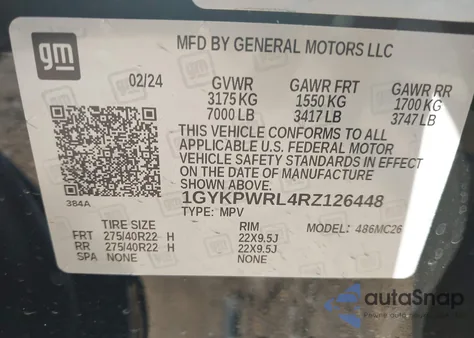 gm
MFD BY GENERAL MOTORS LLC
02/24 GVWR GAWR FRT GAWR RR
3175 KG 1550 KG 1700 KG
7000 LB 3417 LB 3747 LB
THIS VEHICLE CONFORMS TO ALL
APPLICABLE U.S. FEDERAL MOTOR
VEHICLE SAFETY STANDARDS IN EFFECT
ON THE DATE OF MANUFACTURE
SHOWN ABOVE.
384A
1GYKPWRL4RZ126448
TYPE: MPV
TIRE SIZE RIM MODEL: 486MC26
FRT 275/40R22 H 22X9.5J
RR 275/40R22 H 22X9.5J
SPA NONE NONE
autoSnap